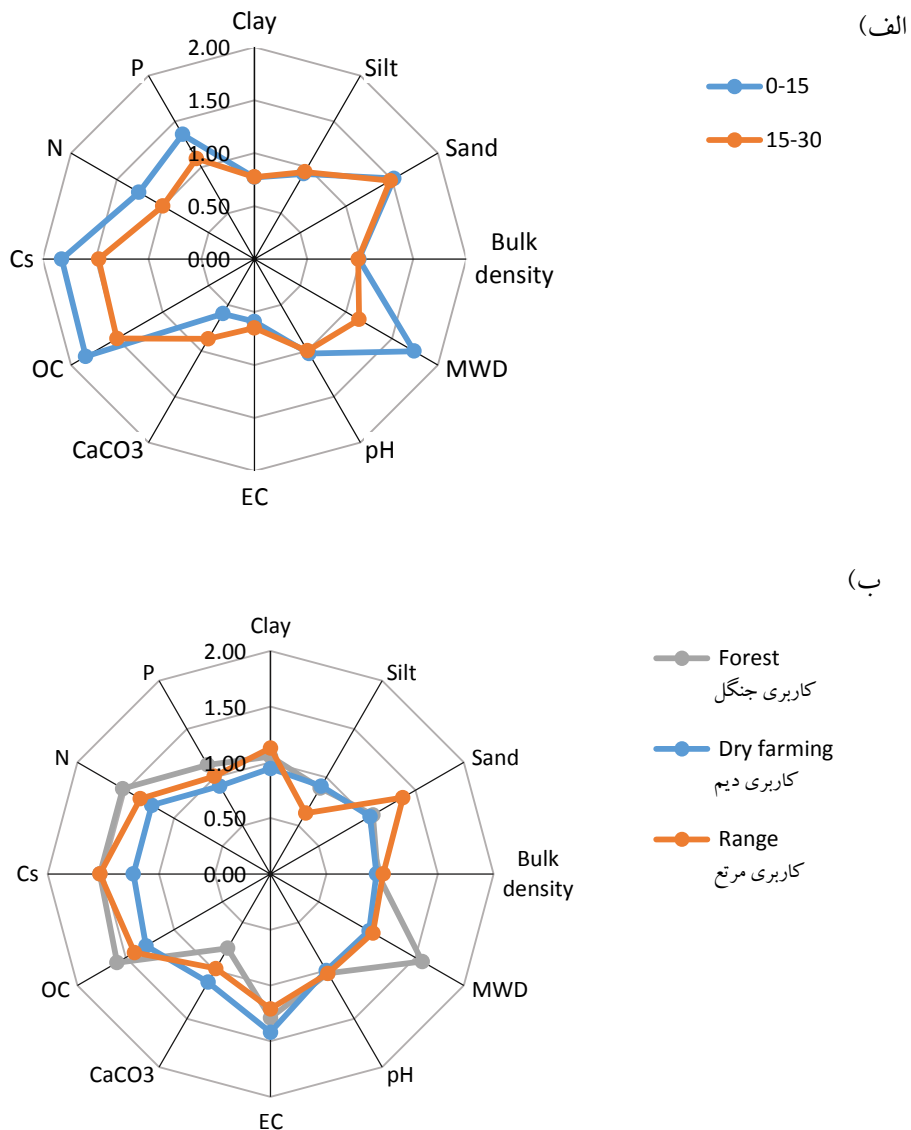 الف)
Clay
2.00
1.50
1.00
0.50
0.00
Silt
Sand
Bulk
density
MWD
pH
EC
CaCO3
OC
Cs
N
P
0-15
15-30
ب)
Clay
2.00
1.50
1.00
0.50
0.00
Silt
Sand
Bulk
density
MWD
pH
EC
CaCO3
OC
Cs
N
P
Forest
کاربری جنگل
Dry farming
کاربری دیم
Range
کاربری مرتع